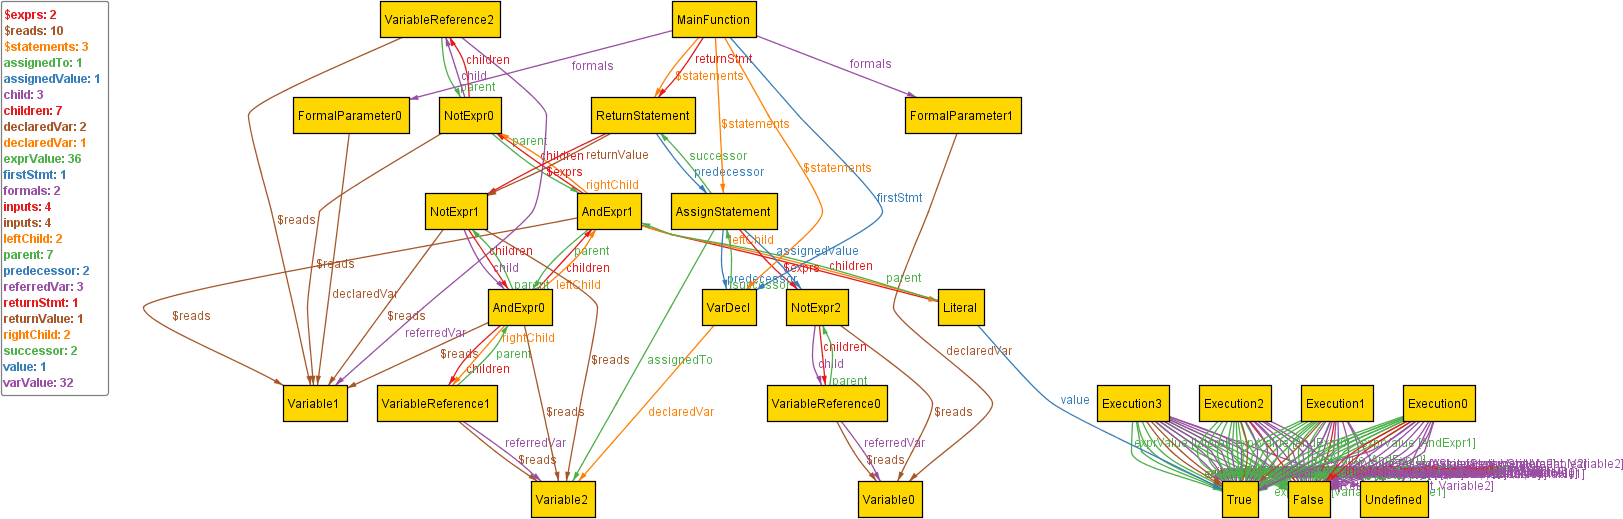 $exprs: 2
$reads: 10
$statements: 3
assignedTo: 1
assignedValue: 1
child: 3
children: 7
declaredVar: 2
declaredVar: 1
exprValue: 36
firstStmt: 1
formals: 2
inputs: 4
inputs: 4
leftChild: 2
parent: 7
predecessor: 2
referredVar: 3
returnStmt: 1
returnValue: 1
rightChild: 2
successor: 2
value: 1
varValue: 32
VariableReference2
MainFunction
children
returnStmt
formals
formals
child
$statements
parent
FormalParameter0
NotExpr0
ReturnStatement
FormalParameter1
$statements
parent
children
returnValue
successor
$exprs
predecessor
$statements
rightChild
firstStmt
NotExpr1
AndExpr1
AssignStatement
$reads
leftChild
children
parent
assignedValue
$reads
child
children
$exprs
children
parent
leftChild
predecessor
successor
parent
declaredVar
AndExpr0
VarDecl
NotExpr2
Literal
$reads
$reads
referredVar
rightChild
children
$reads
parent
$reads
assignedTo
child
declaredVar
children
parent
Variable1
VariableReference1
VariableReference0
Execution3
Execution2
Execution1
Execution0
value
$reads
declaredVar
$reads
referredVar
referredVar
$reads
$reads
Variable2
Variable0
True
False
Undefined